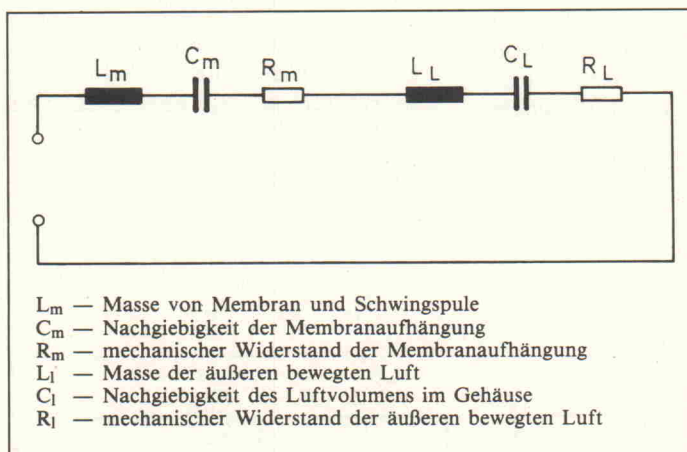 Lm Cm Rm LL CL RL
Lm — Masse von Membran und Schwingspule
Cm — Nachgiebigkeit der Membranaufhängung
Rm — mechanischer Widerstand der Membranaufhängung
Ll — Masse der äußeren bewegten Luft
Cl — Nachgiebigkeit des Luftvolumens im Gehäuse
Rl — mechanischer Widerstand der äußeren bewegten Luft